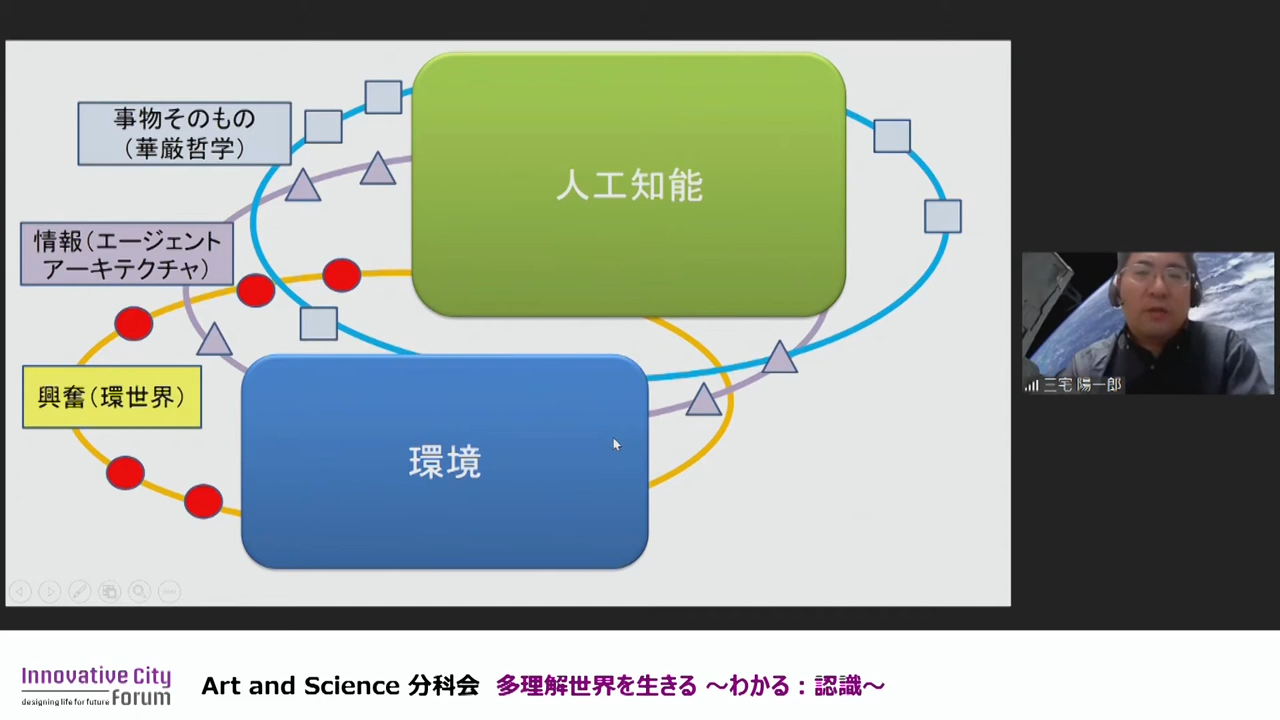 事物そのもの
（華厳哲学）
人工知能
情報（エージェント
アーキテクチャ）
興奮（環世界）
環境
三宅 陽一郎
Innovative City
Forum
designing life for future
Art and Science 分科会 多理解世界を生きる ～わかる：認識～